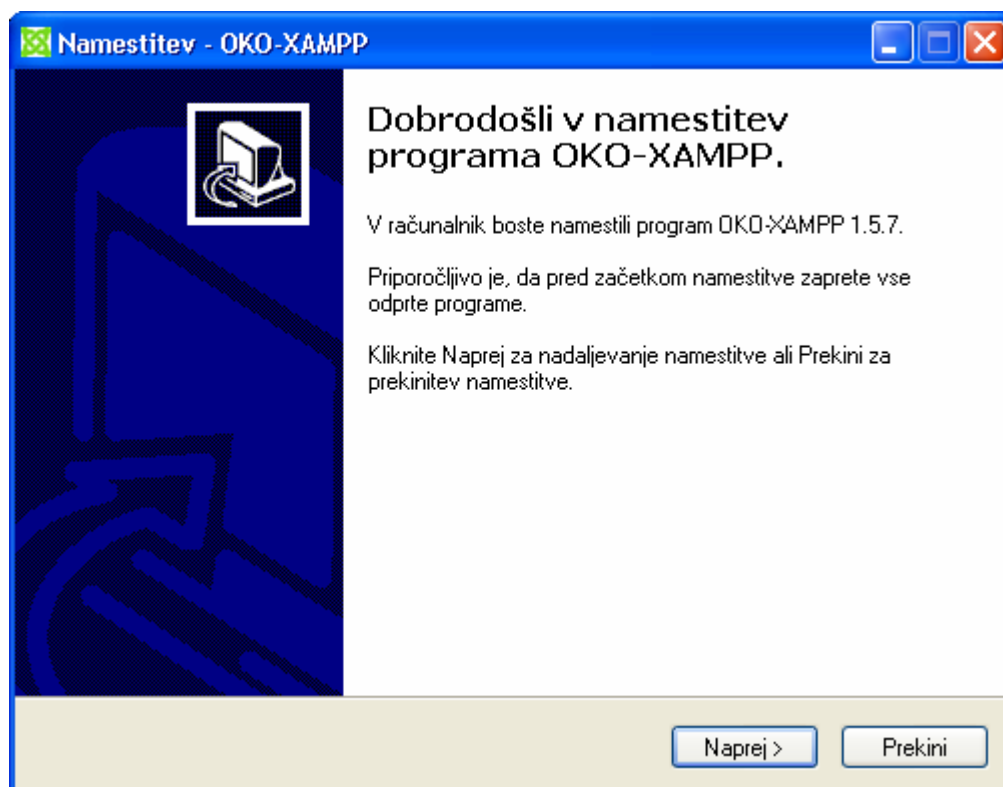 Namestitev - OKO-XAMPP
Dobrodošli v namestitev
programa OKO-XAMPP.
V računalnik boste namestili program OKO-XAMPP 1.5.7.
Priporočljivo je, da pred začetkom namestitve zaprete vse
odprte programe.
Kliknite Naprej za nadaljevanje namestitve ali Prekini za
prekinitev namestitve.
Naprej >
Prekini